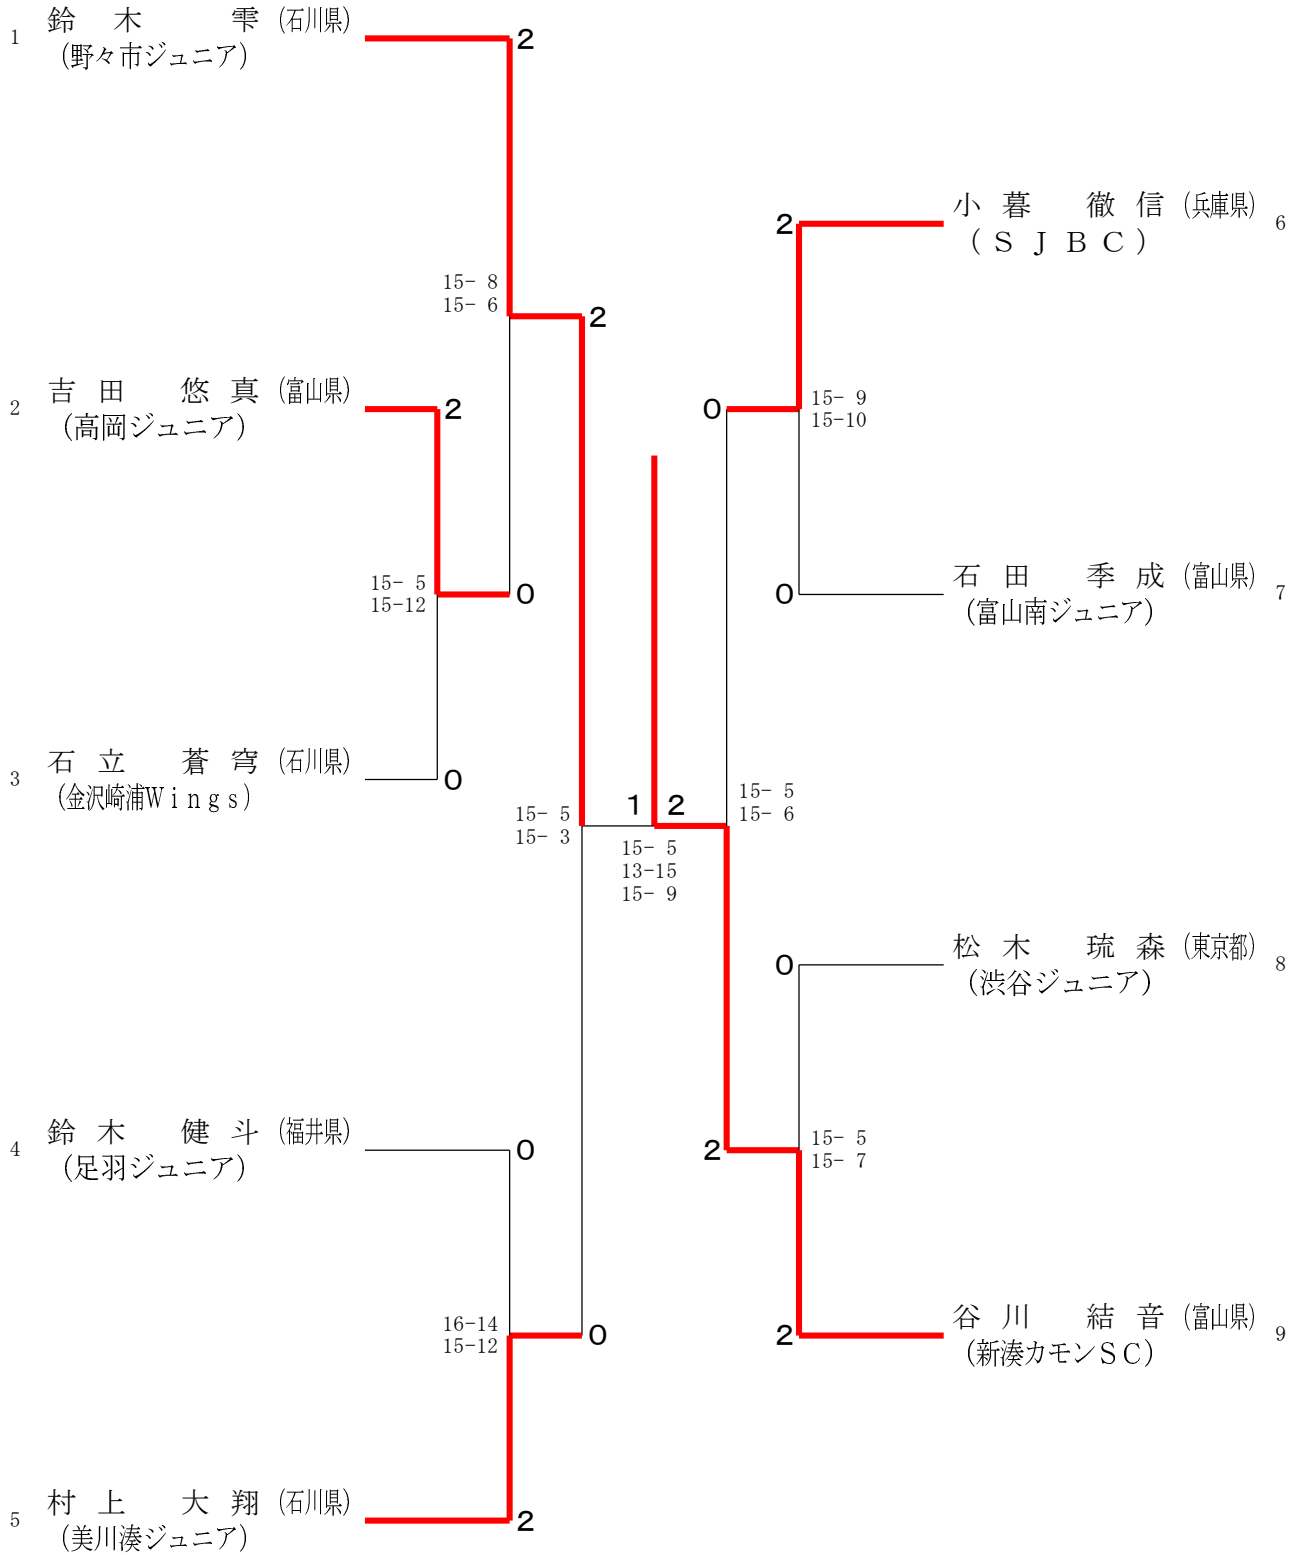 1 鈴木 雫 (石川県)
(野々市ジュニア)
2
15- 8
15- 6
2
2 吉田 悠真 (富山県)
(高岡ジュニア)
2
15- 5
15-12
0
3 石立 蒼穹 (石川県)
(金沢崎浦Wings)
0
15- 5
15- 3
1 2
15- 5
13-15
15- 9
4 鈴木 健斗 (福井県)
(足羽ジュニア)
0
16-14
15-12
0
5 村上 大翔 (石川県)
(美川湊ジュニア)
2
2
小暮 徹信 (兵庫県) 6
(SJBC)
0
15- 9
15-10
0
石田 季成 (富山県) 7
(富山南ジュニア)
15- 5
15- 6
0
松木 琉森 (東京都) 8
(渋谷ジュニア)
2
15- 5
15- 7
2
谷川 結音 (富山県) 9
(新湊カモンSC)